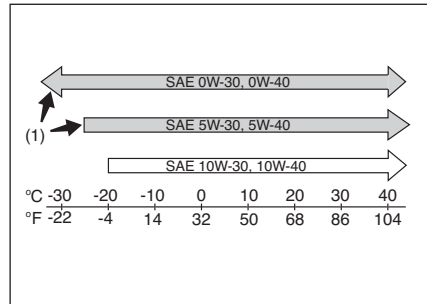 SAE 0W-30, 0W-40
SAE 5W-30, 5W-40
(1)
SAE 10W-30, 10W-40
°C -30 -20 -10 0 10 20 30 40
°F -22 -4 14 32 50 68 86 104